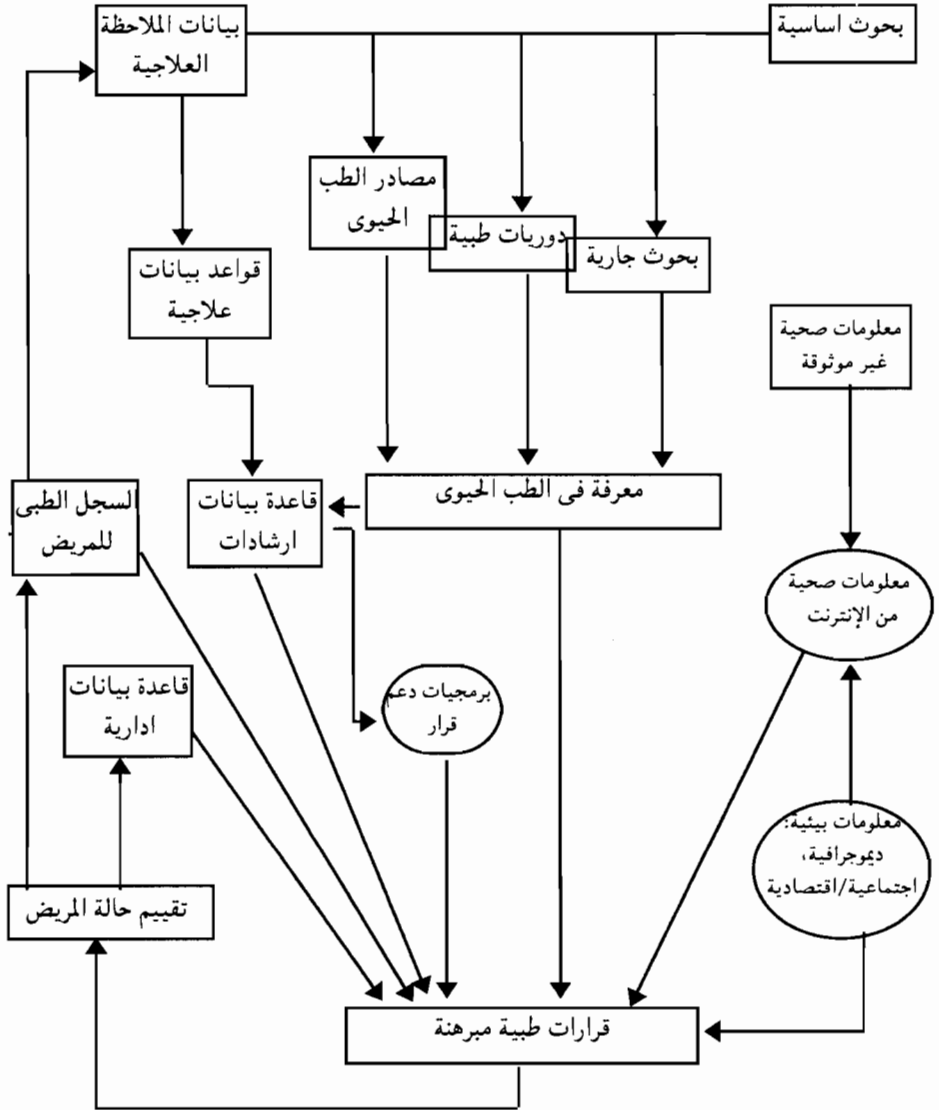 بحوث اساسية
بيانات الملاحظة
العلاجية
مصادر الطب
الحيوى
دوريات طبية
بحوث جارية
قواعد بيانات
علاجية
معلومات صحية
غير موثوقة
معرفة فى الطب الحيوى
قاعدة بيانات
ارشادات
السجل الطبى
للمريض
معلومات صحية
من الإنترنت
برمجيات دعم
قرار
قاعدة بيانات
ادارية
معلومات بيئية:
ديموجرافية،
اجتماعية/اقتصادية
تقييم حالة المريض
قرارات طبية مبرهنة